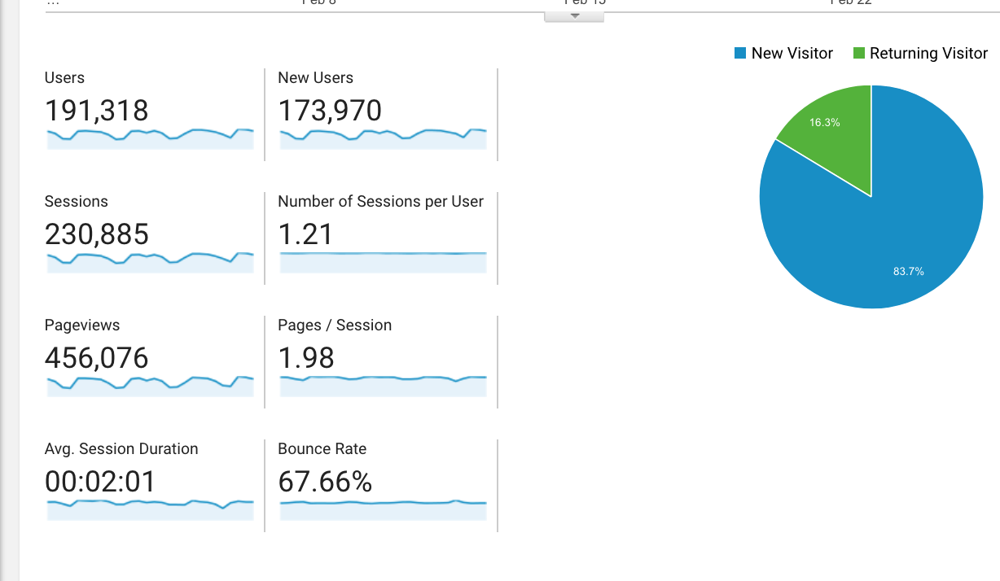 ...
Feb 8
Feb 15
Feb 22
New Visitor
Returning Visitor
Users
New Users
191,318
173,970
16.3%
Sessions
Number of Sessions per User
230,885
1.21
83.7%
Pageviews
Pages / Session
456,076
1.98
Avg. Session Duration
Bounce Rate
00:02:01
67.66%